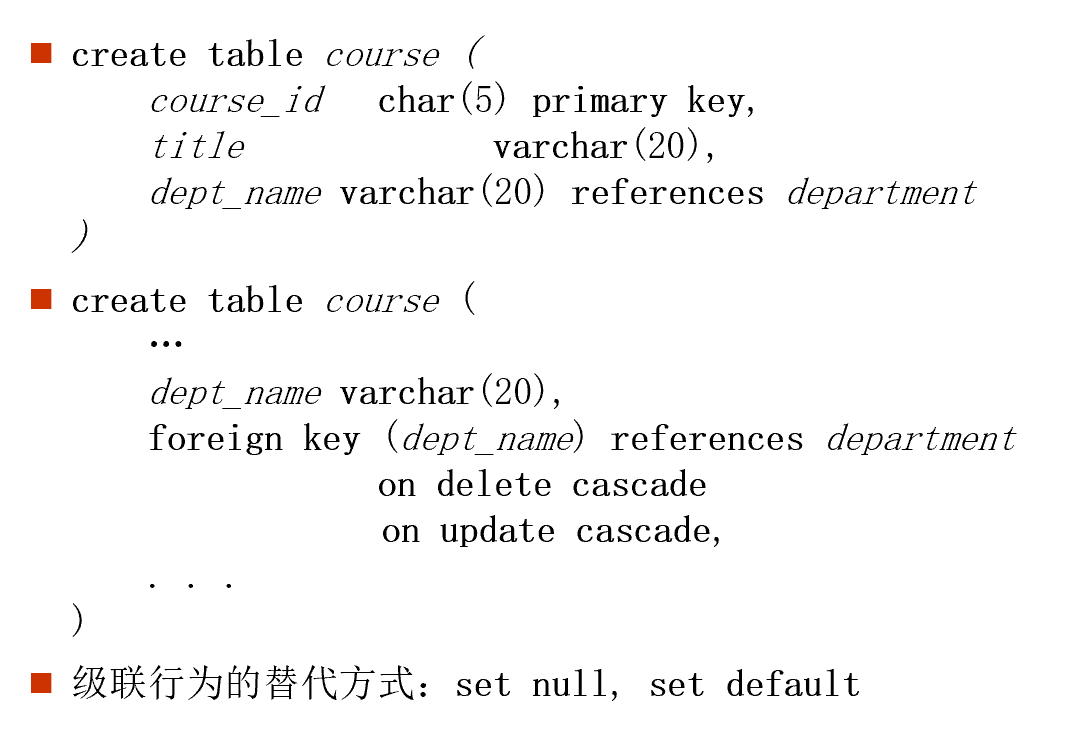 create table course (
course_id char(5) primary key,
title varchar(20),
dept_name varchar(20) references department
)
create table course (
…
dept_name varchar(20),
foreign key (dept_name) references department
on delete cascade
on update cascade,
. . .
)
级联行为的替代方式：set null, set default